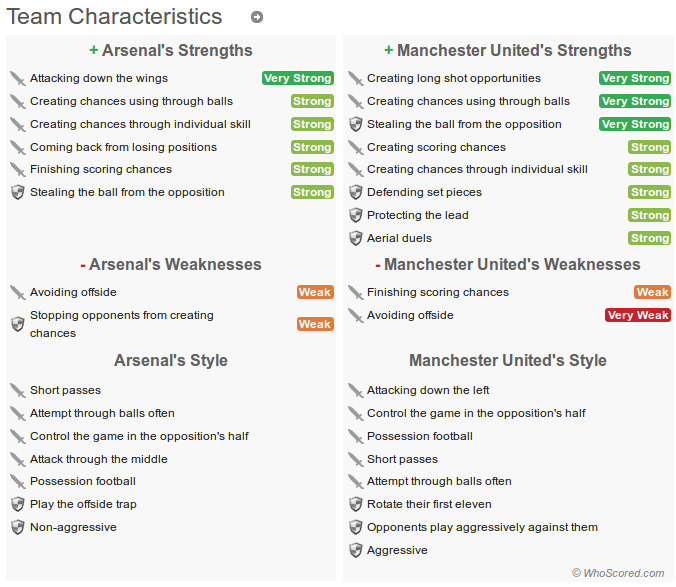 Team Characteristics
+ Arsenal's Strengths
Attacking down the wings Very Strong
Creating chances using through balls Strong
Creating chances through individual skill Strong
Coming back from losing positions Strong
Finishing scoring chances Strong
Stealing the ball from the opposition Strong
- Arsenal's Weaknesses
Avoiding offside Weak
Stopping opponents from creating
chances Weak
Arsenal's Style
Short passes
Attempt through balls often
Control the game in the opposition's half
Attack through the middle
Possession football
Play the offside trap
Non-aggressive
+ Manchester United's Strengths
Creating long shot opportunities Very Strong
Creating chances using through balls Very Strong
Stealing the ball from the opposition Very Strong
Creating scoring chances Strong
Creating chances through individual skill Strong
Defending set pieces Strong
Protecting the lead Strong
Aerial duels Strong
- Manchester United's Weaknesses
Finishing scoring chances Weak
Avoiding offside Very Weak
Manchester United's Style
Attacking down the left
Control the game in the opposition's half
Possession football
Short passes
Attempt through balls often
Rotate their first eleven
Opponents play aggressively against them
Aggressive
© WhoScored.com